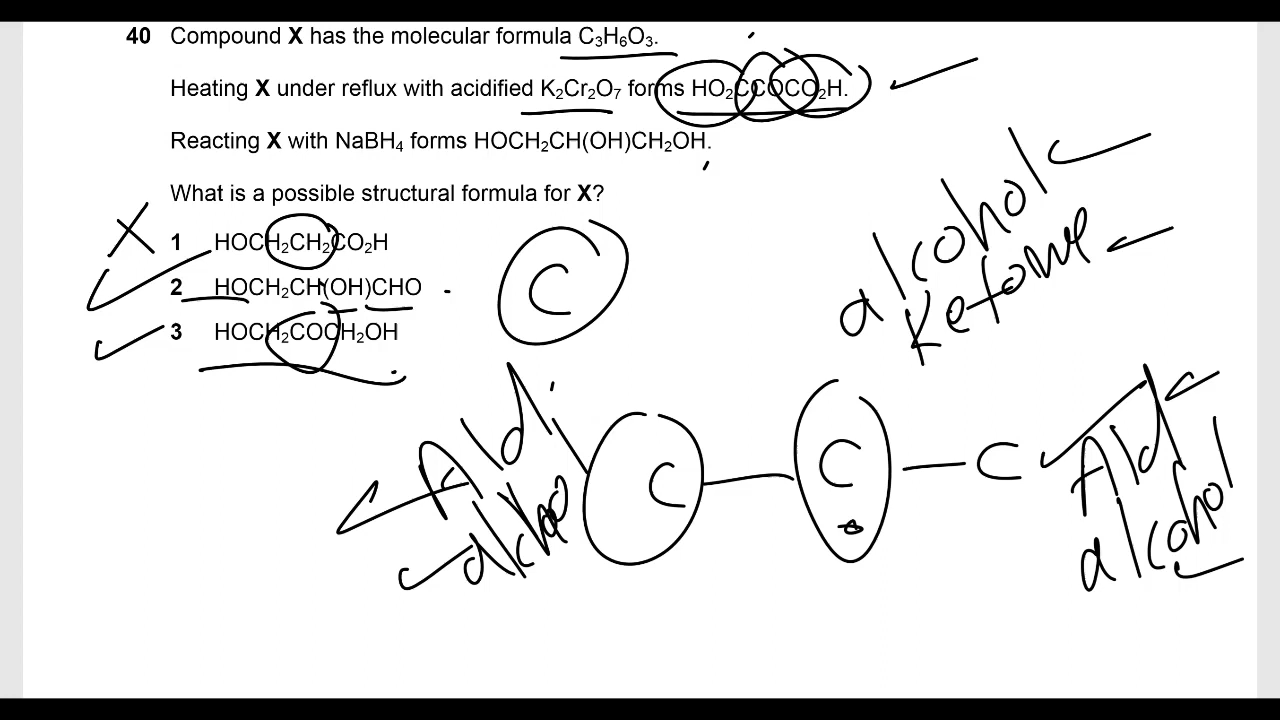 40 Compound X has the molecular formula C₃H₆O₃.
Heating X under reflux with acidified K₂Cr₂O₇ forms HO₂CCOCO₂H.
Reacting X with NaBH₄ forms HOCH₂CH(OH)CH₂OH.
What is a possible structural formula for X?
X 1 HOCH₂CH₂CO₂H
2 HOCH₂CH(OH)CHO
3 HOCH₂COCH₂OH
C
alcohol
Ketone
Ald
C — C — C
Ald
alcohol